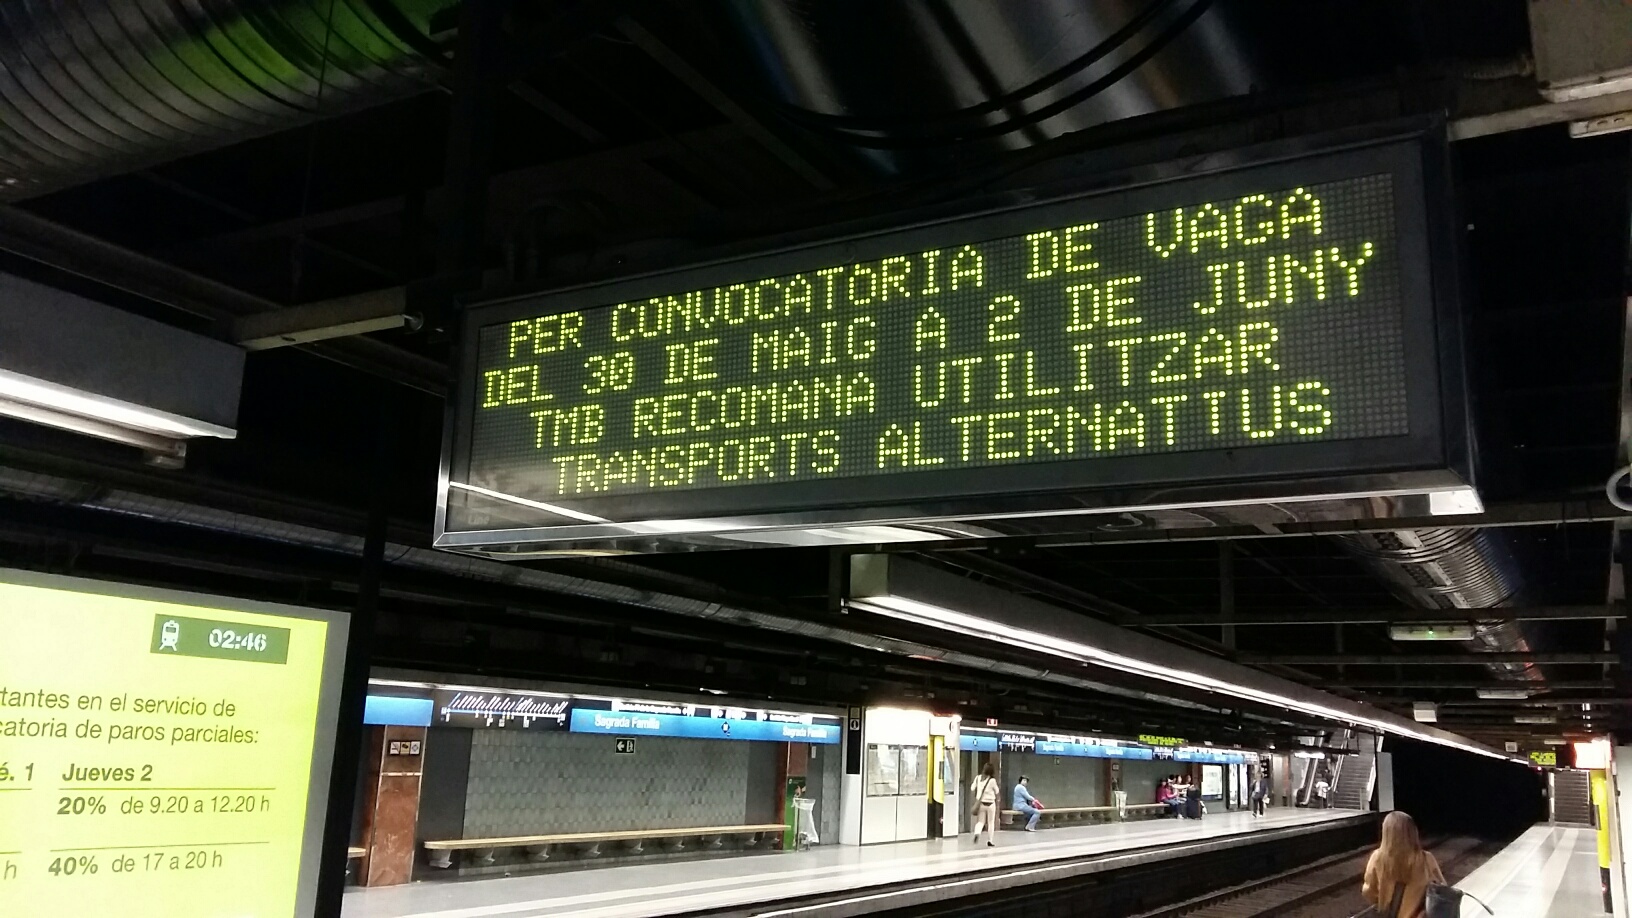 PER CONVOCATORIA DE VAGA
DEL 30 DE MAIG A 2 DE JUNY
TMB RECOMANA UTILITZAR
TRANSPORTS ALTERNATIUS
02:46
tantes en el servicio de
catoria de paros parciales:
é. 1 Jueves 2
20% de 9.20 a 12.20 h
h 40% de 17 a 20 h
Sagrada Família
Sagrada Família